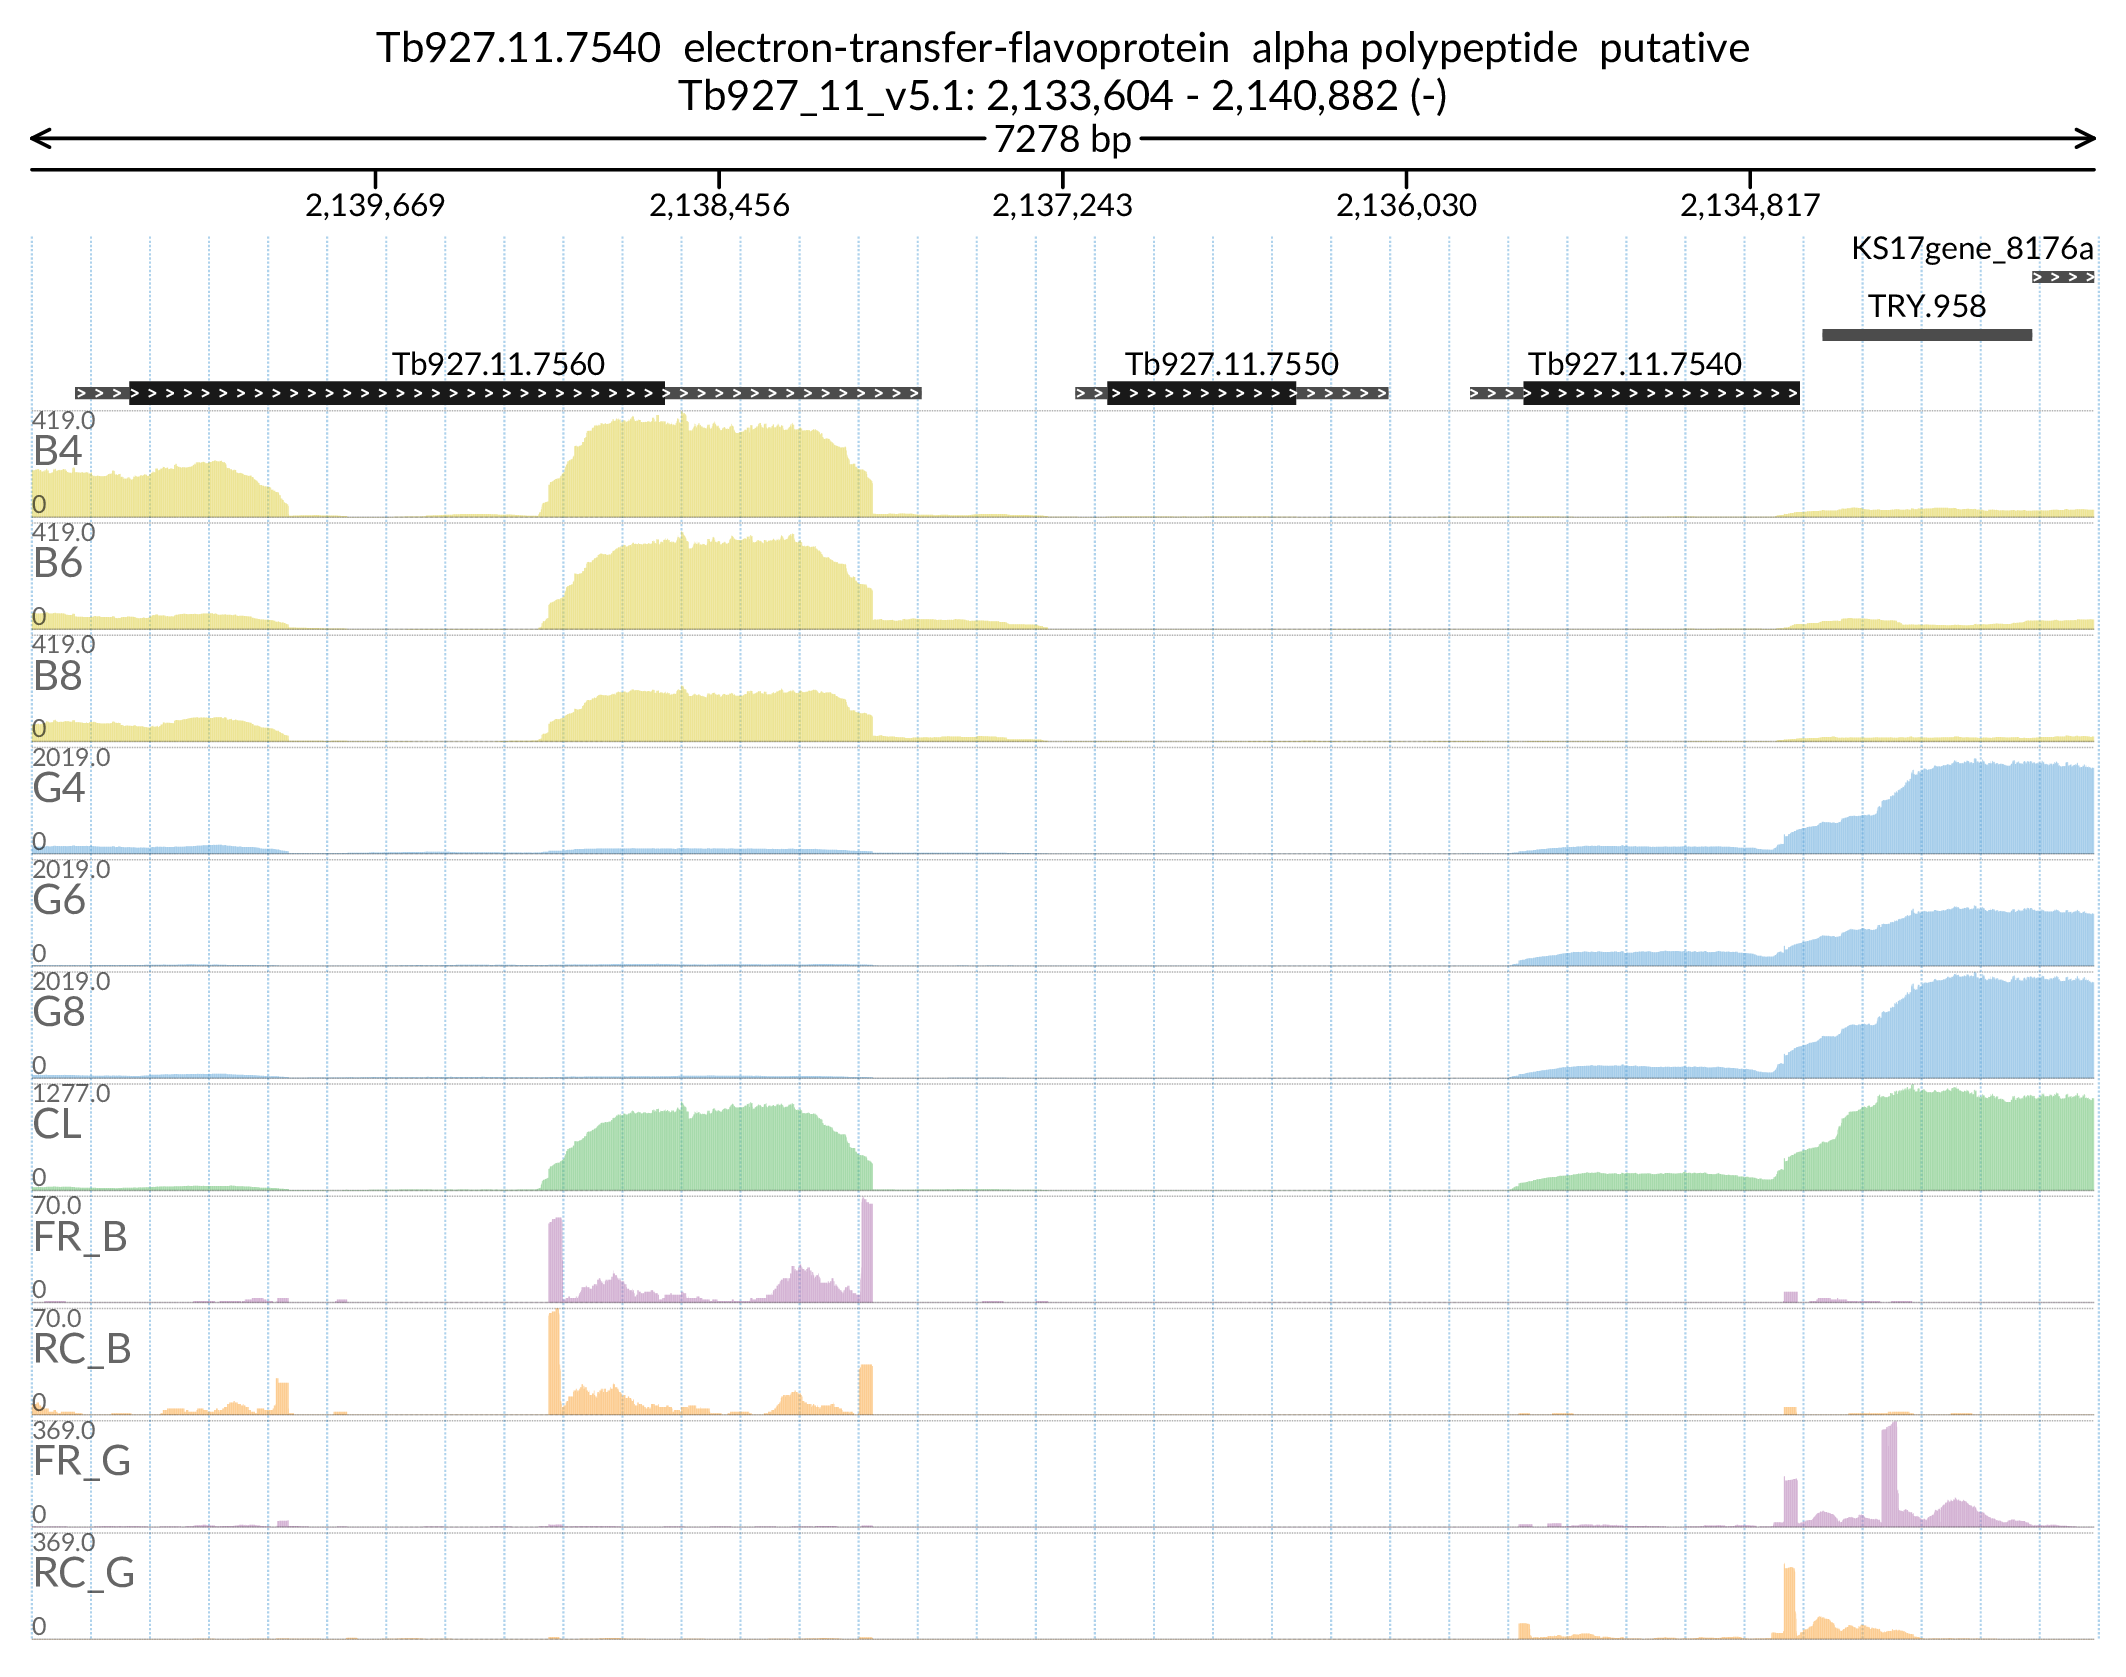 Tb927.11.7540 electron-transfer-flavoprotein alpha polypeptide putative
Tb927_11_v5.1: 2,133,604 - 2,140,882 (-)
7278 bp
2,139,669 2,138,456 2,137,243 2,136,030 2,134,817
KS17gene_8176a
TRY.958
Tb927.11.7560 Tb927.11.7550 Tb927.11.7540
419.0
B4
0
419.0
B6
0
419.0
B8
0
2019.0
G4
0
2019.0
G6
0
2019.0
G8
0
1277.0
CL
0
70.0
FR_B
0
70.0
RC_B
0
369.0
FR_G
0
369.0
RC_G
0